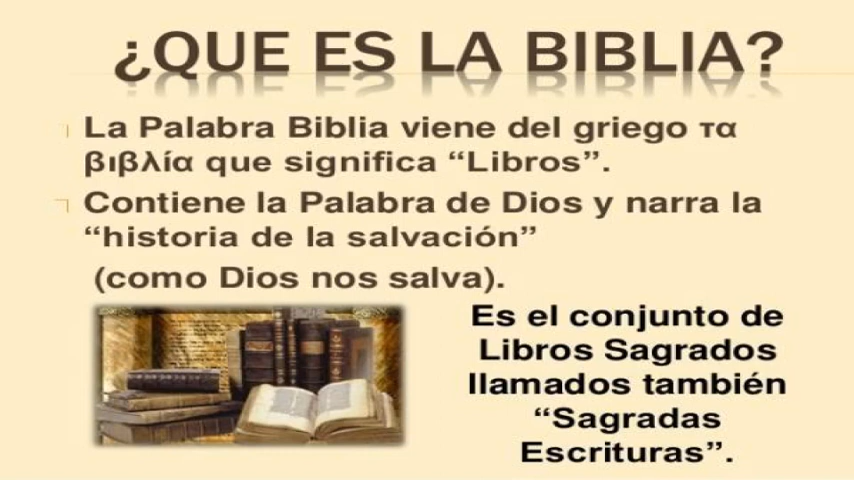 ¿QUE ES LA BIBLIA?
La Palabra Biblia viene del griego τα
βιβλία que significa “Libros”.
Contiene la Palabra de Dios y narra la
“historia de la salvación”
(como Dios nos salva).
Es el conjunto de
Libros Sagrados
llamados también
“Sagradas
Escrituras”.